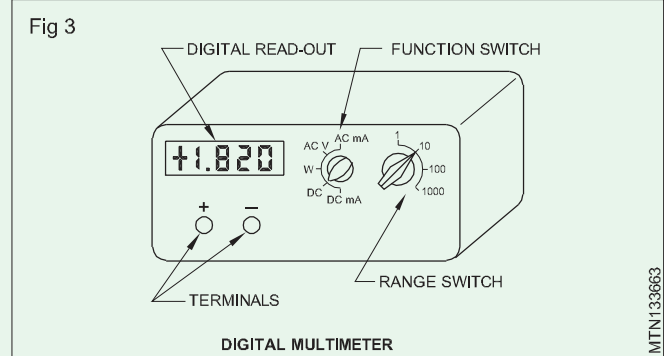 Fig 3
DIGITAL READ-OUT
FUNCTION SWITCH
+1.820
AC V
AC mA
W
DC
DC mA
1
10
100
1000
+ −
TERMINALS
RANGE SWITCH
DIGITAL MULTIMETER
MTN133663